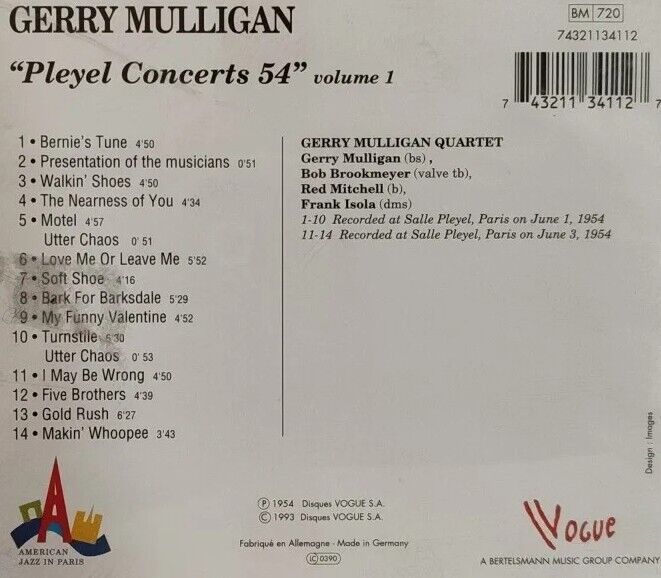 GERRY MULLIGAN
BM 720
74321134112
"Pleyel Concerts 54" volume 1
7 43211 34112 7
1 • Bernie's Tune 4'50
2 • Presentation of the musicians 0'51
3 • Walkin' Shoes 4'50
4 • The Nearness of You 4'34
5 • Motel 4'57
Utter Chaos 0' 51
6 • Love Me Or Leave Me 5'52
7 • Soft Shoe 4'16
8 • Bark For Barksdale 5'29
9 • My Funny Valentine 4'52
10 • Turnstile 6'30
Utter Chaos 0' 53
11 • I May Be Wrong 4'50
12 • Five Brothers 4'39
13 • Gold Rush 6'27
14 • Makin' Whoopee 3'43
GERRY MULLIGAN QUARTET
Gerry Mulligan (bs) ,
Bob Brookmeyer (valve tb),
Red Mitchell (b),
Frank Isola (dms)
1-10 Recorded at Salle Pleyel, Paris on June 1, 1954
11-14 Recorded at Salle Pleyel, Paris on June 3, 1954
Design : Images
AMERICAN
JAZZ IN PARIS
Ⓟ 1954 Disques VOGUE S.A.
© 1993 Disques VOGUE S.A.
Fabriqué en Allemagne - Made in Germany
LC 0390
VOGUE
A BERTELSMANN MUSIC GROUP COMPANY